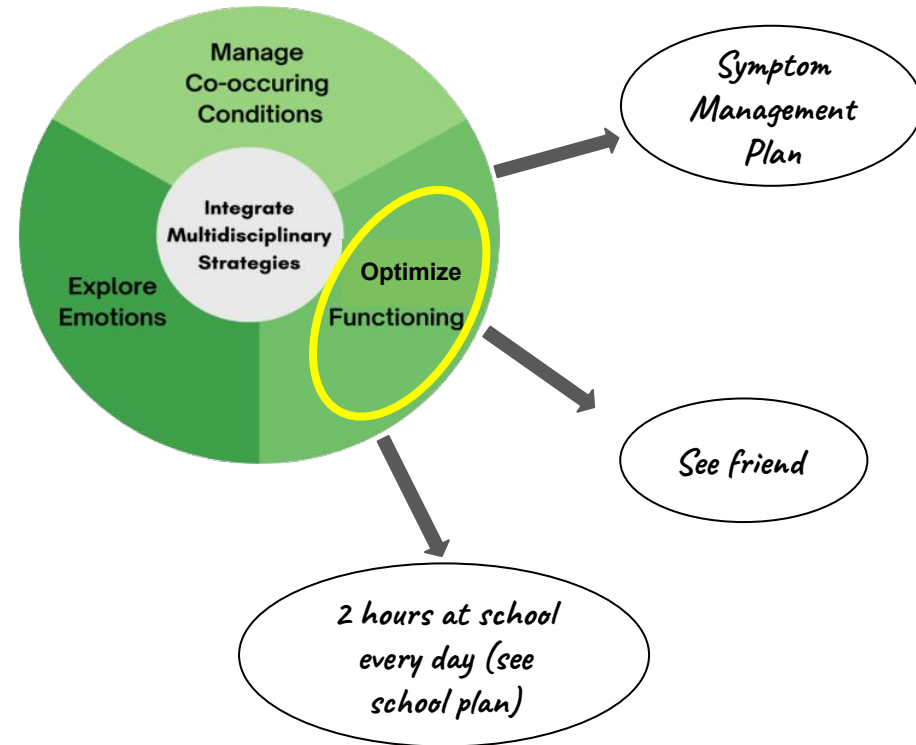 Manage
Co-occuring
Conditions
Integrate
Multidisciplinary
Strategies
Explore
Emotions
Optimize
Functioning
Symptom
Management
Plan
See friend
2 hours at school
every day (see
school plan)